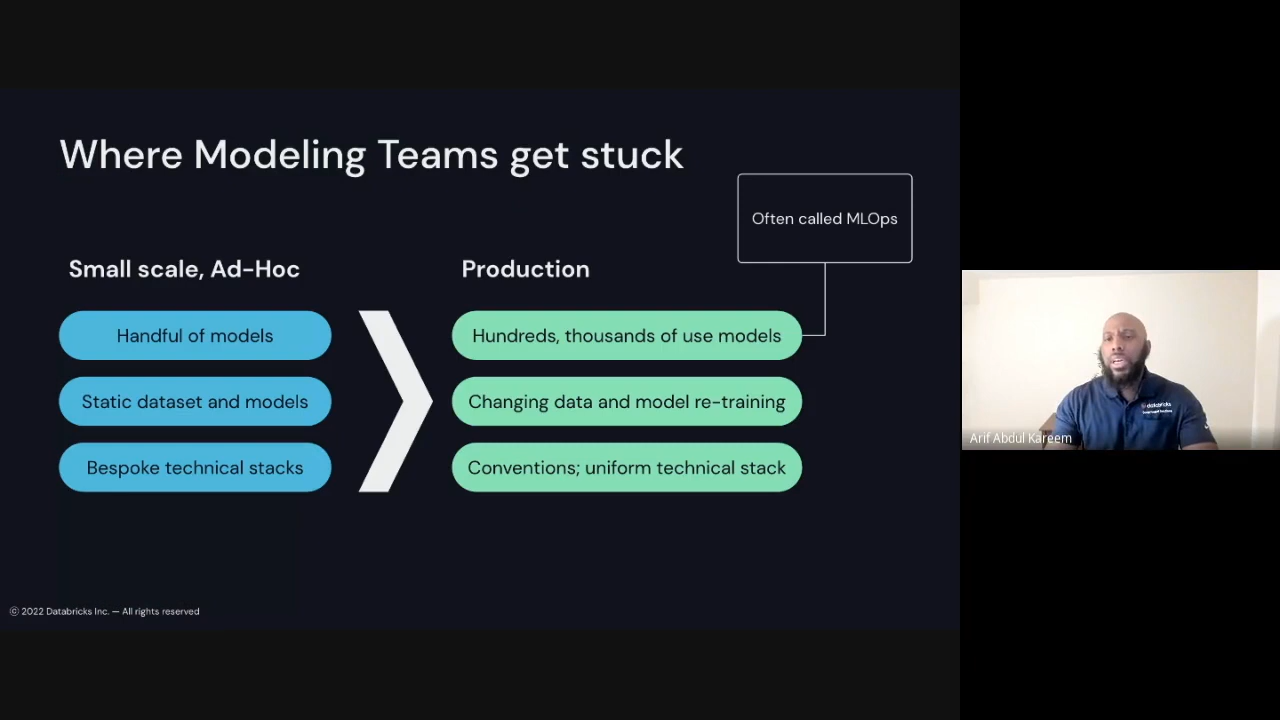 Where Modeling Teams get stuck
Often called MLOps
Small scale, Ad-Hoc
Production
Handful of models
Hundreds, thousands of use models
Static dataset and models
Changing data and model re-training
Bespoke technical stacks
Conventions; uniform technical stack
© 2022 Databricks Inc. — All rights reserved
databricks
Arif Abdul Kareem